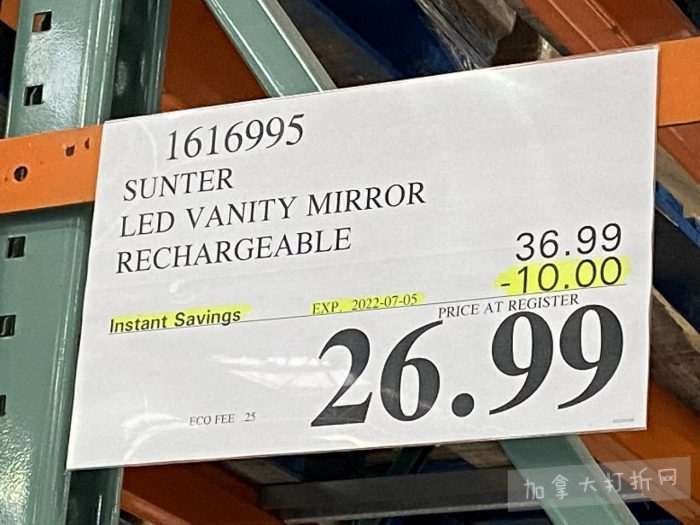 1616995
SUNTER
LED VANITY MIRROR
RECHARGEABLE
36.99
-10.00
Instant Savings EXP. 2022-07-05 PRICE AT REGISTER
26.99
ECO FEE .25
加拿大打折网